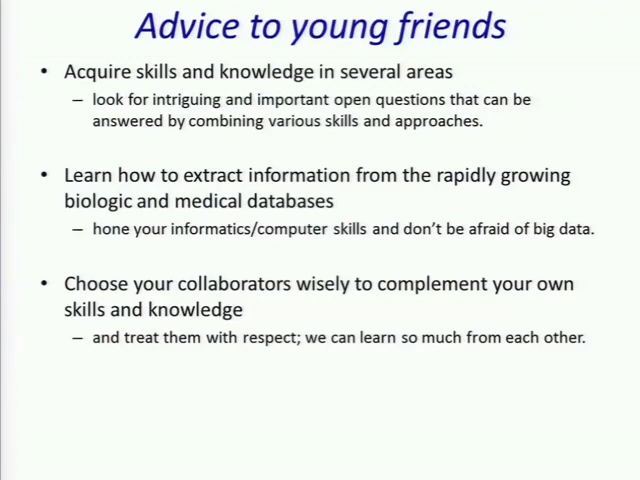 Advice to young friends
• Acquire skills and knowledge in several areas
– look for intriguing and important open questions that can be
answered by combining various skills and approaches.
• Learn how to extract information from the rapidly growing
biologic and medical databases
– hone your informatics/computer skills and don't be afraid of big data.
• Choose your collaborators wisely to complement your own
skills and knowledge
– and treat them with respect; we can learn so much from each other.